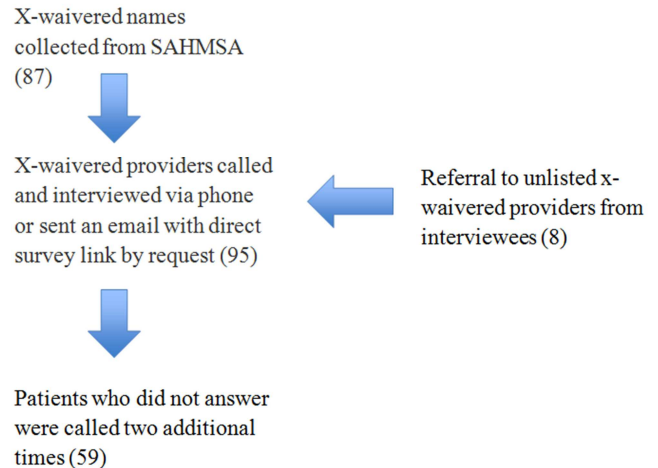 X-waivered names
collected from SAHMSA
(87)
X-waivered providers called
and interviewed via phone
or sent an email with direct
survey link by request (95)
Referral to unlisted x-
waivered providers from
interviewees (8)
Patients who did not answer
were called two additional
times (59)